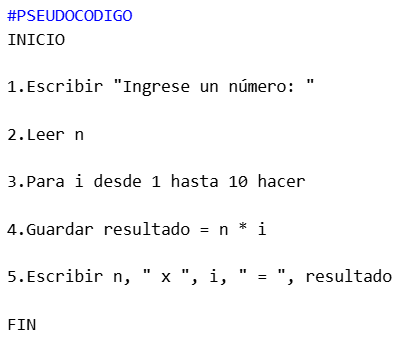 #PSEUDOCODIGO
INICIO
1.Escribir "Ingrese un número: "
2.Leer n
3.Para i desde 1 hasta 10 hacer
4.Guardar resultado = n * i
5.Escribir n, " x ", i, " = ", resultado
FIN